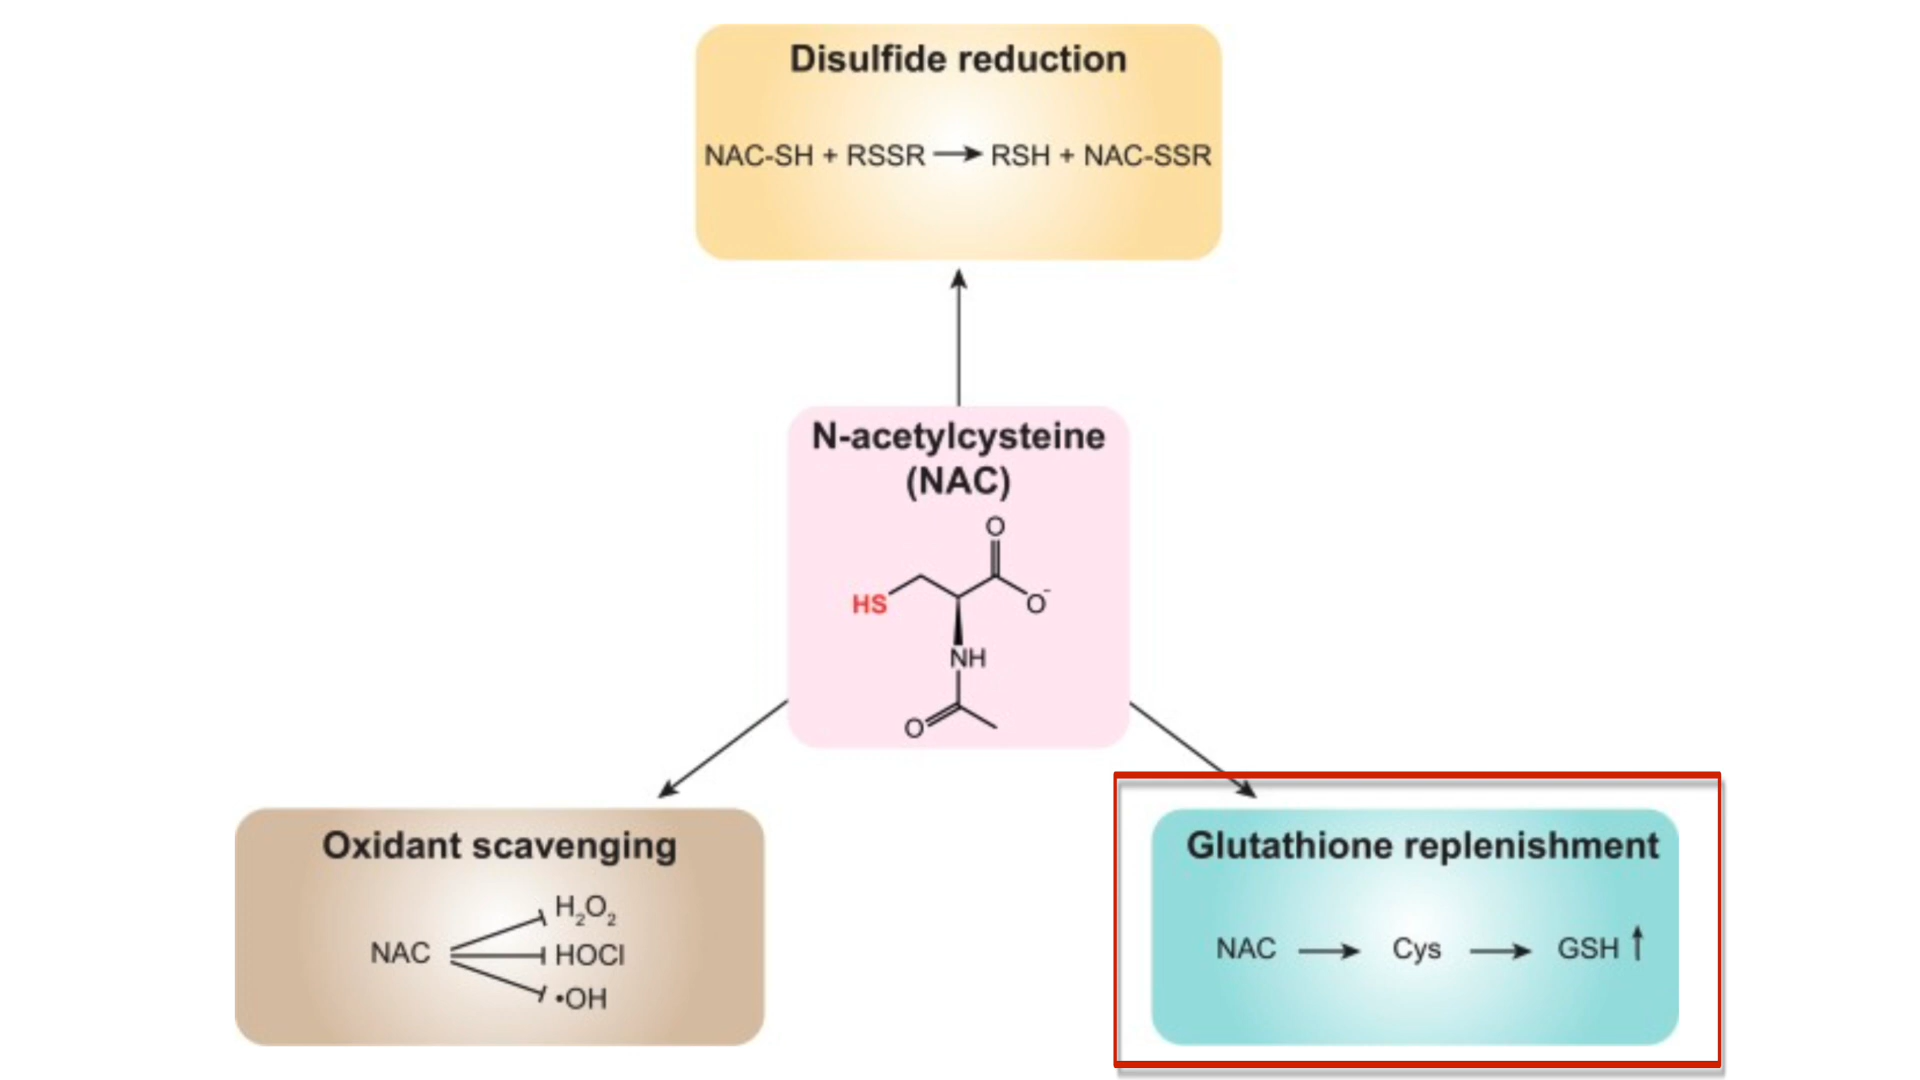 Disulfide reduction
NAC-SH + RSSR → RSH + NAC-SSR
N-acetylcysteine
(NAC)
O
HS
O⁻
NH
O
Oxidant scavenging
H₂O₂
NAC
HOCl
•OH
Glutathione replenishment
NAC → Cys → GSH ↑